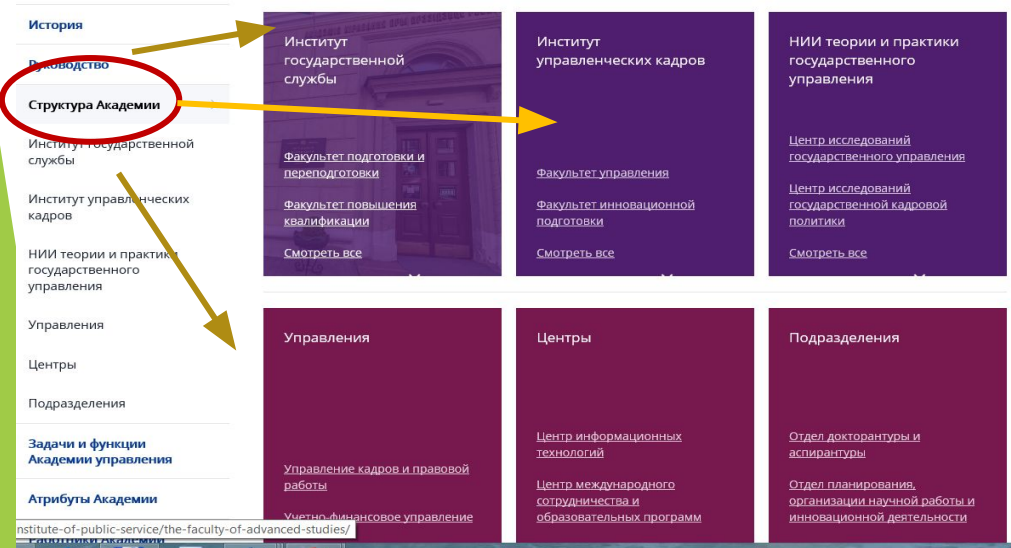 История
Руководство
Структура Академии
Институт государственной
службы
Институт управленческих
кадров
НИИ теории и практики
государственного
управления
Управления
Центры
Подразделения
Задачи и функции
Академии управления
Атрибуты Академии
nstitute-of-public-service/the-faculty-of-advanced-studies/
Работники Академии
Институт
государственной
службы
Факультет подготовки и
переподготовки
Факультет повышения
квалификации
Смотреть все
Институт
управленческих кадров
Факультет управления
Факультет инновационной
подготовки
Смотреть все
НИИ теории и практики
государственного
управления
Центр исследований
государственного управления
Центр исследований
государственной кадровой
политики
Смотреть все
Управления
Управление кадров и правовой
работы
Учетно-финансовое управление
Центры
Центр информационных
технологий
Центр международного
сотрудничества и
образовательных программ
Подразделения
Отдел докторантуры и
аспирантуры
Отдел планирования,
организации научной работы и
инновационной деятельности